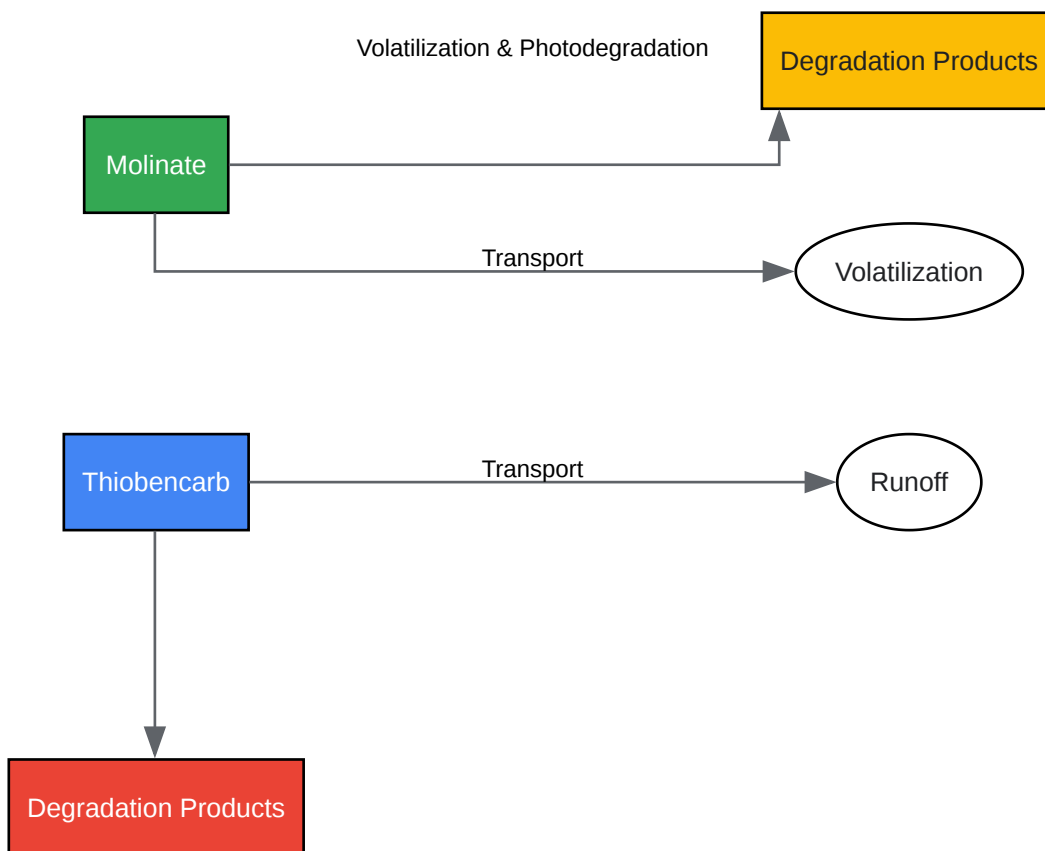 Volatilization & Photodegradation
Degradation Products
Molinate
Transport
Volatilization
Thiobencarb
Transport
Runoff
Degradation Products